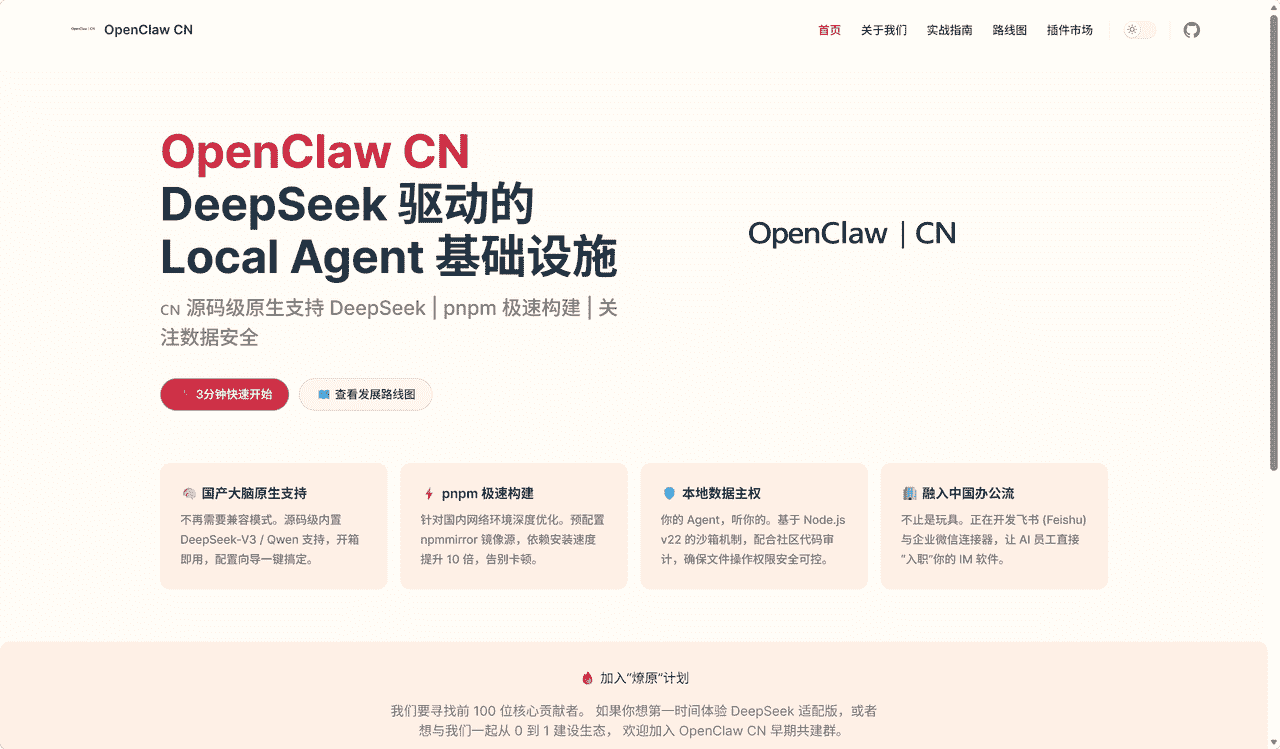 OpenClaw | CN OpenClaw CN
首页 关于我们 实战指南 路线图 插件市场
OpenClaw CN
DeepSeek 驱动的
Local Agent 基础设施
CN 源码级原生支持 DeepSeek | pnpm 极速构建 | 关
注数据安全
OpenClaw | CN
3分钟快速开始
查看发展路线图
国产大脑原生支持
不再需要兼容模式。源码级内置
DeepSeek-V3 / Qwen 支持，开箱
即用，配置向导一键搞定。
pnpm 极速构建
针对国内网络环境深度优化。预配置
npmmirror 镜像源，依赖安装速度
提升 10 倍，告别卡顿。
本地数据主权
你的 Agent，听你的。基于 Node.js
v22 的沙箱机制，配合社区代码审
计，确保文件操作权限安全可控。
融入中国办公流
不止是玩具。正在开发飞书 (Feishu)
与企业微信连接器，让 AI 员工直接
“入职”你的 IM 软件。
加入“燎原”计划
我们要寻找前 100 位核心贡献者。 如果你想第一时间体验 DeepSeek 适配版，或者
想与我们一起从 0 到 1 建设生态， 欢迎加入 OpenClaw CN 早期共建群。